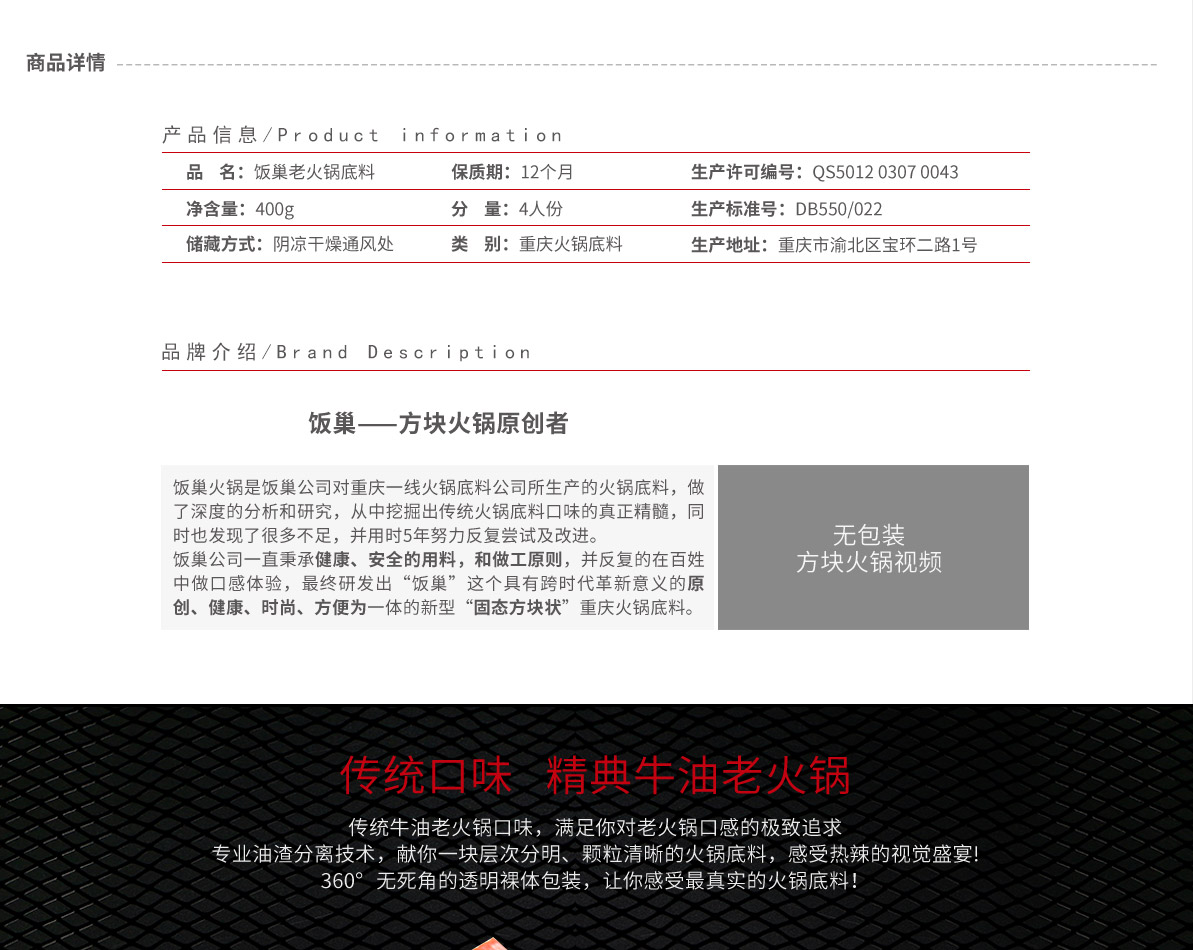 商品详情
产品信息/Product information
品 名：饭巢老火锅底料 保质期：12个月 生产许可编号：QS5012 0307 0043
净含量：400g 分 量：4人份 生产标准号：DB550/022
储藏方式：阴凉干燥通风处 类 别：重庆火锅底料 生产地址：重庆市渝北区宝环二路1号
品牌介绍/Brand Description
饭巢——方块火锅原创者
饭巢火锅是饭巢公司对重庆一线火锅底料公司所生产的火锅底料，做
了深度的分析和研究，从中挖掘出传统火锅底料口味的真正精髓，同
时也发现了很多不足，并用时5年努力反复尝试及改进。
饭巢公司一直秉承健康、安全的用料，和做工原则，并反复的在百姓
中做口感体验，最终研发出“饭巢”这个具有跨时代革新意义的原
创、健康、时尚、方便为一体的新型“固态方块状”重庆火锅底料。
无包装
方块火锅视频
传统口味 精典牛油老火锅
传统牛油老火锅口味，满足你对老火锅口感的极致追求
专业油渣分离技术，献你一块层次分明、颗粒清晰的火锅底料，感受热辣的视觉盛宴!
360°无死角的透明裸体包装，让你感受最真实的火锅底料！